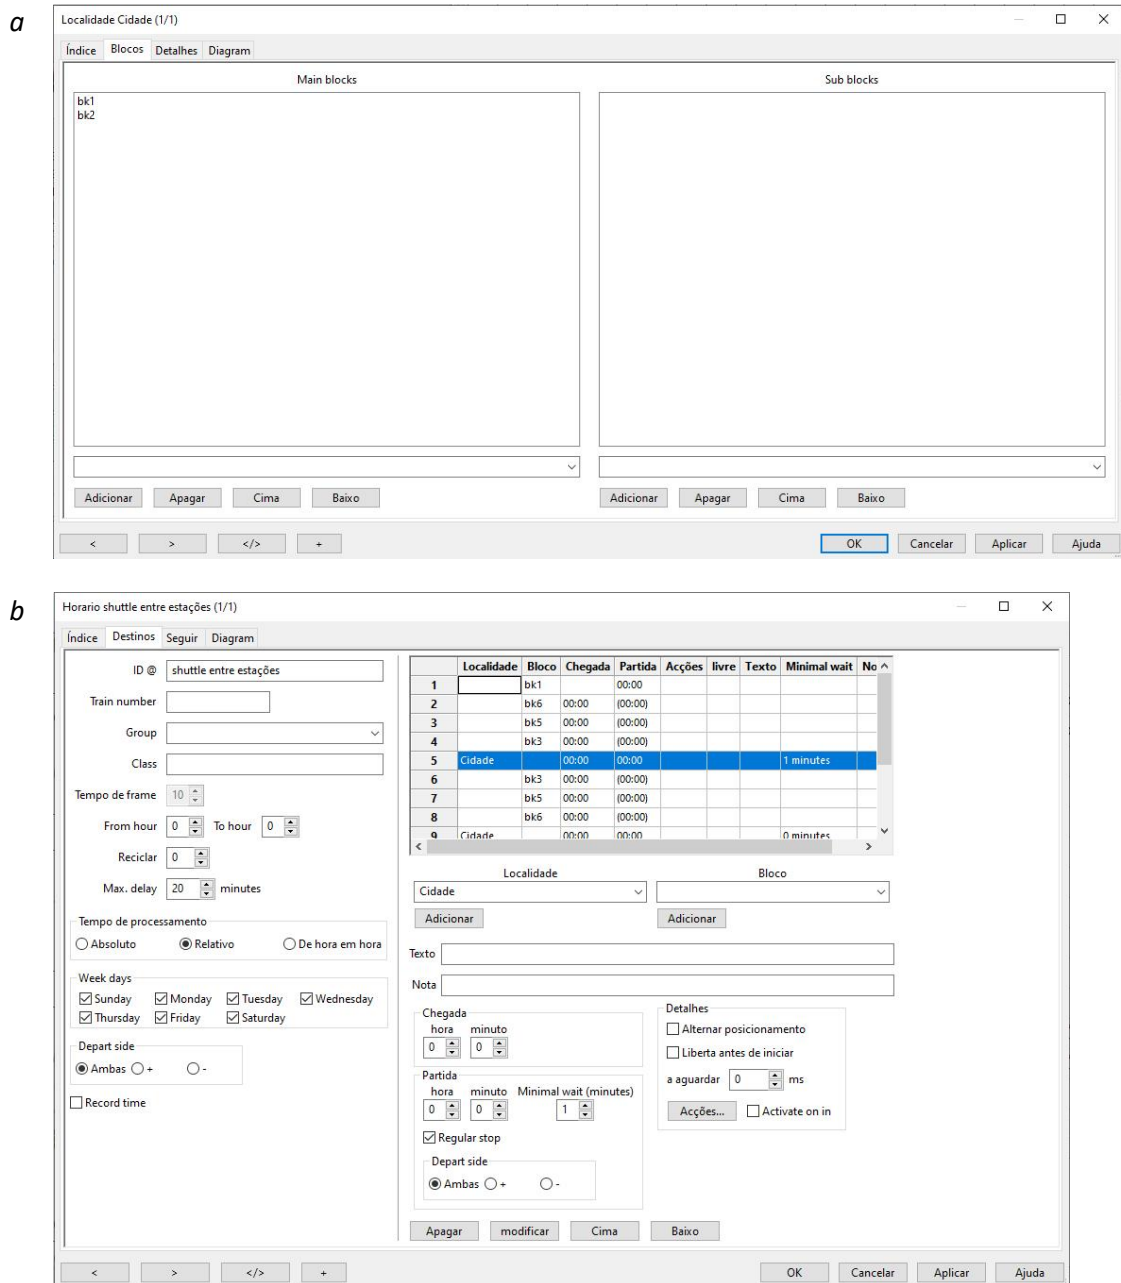 a
Localidade Cidade (1/1)
Índice Blocos Detalhes Diagram
Main blocks Sub blocks
bk1
bk2
Adicionar Apagar Cima Baixo Adicionar Apagar Cima Baixo
< > </> + OK Cancelar Aplicar Ajuda
b
Horario shuttle entre estações (1/1)
Índice Destinos Seguir Diagram
ID @ shuttle entre estações
Train number
Group
Class
Tempo de frame 10
From hour 0 To hour 0
Reciclar 0
Max. delay 20 minutes
Tempo de processamento
Absoluto Relativo De hora em hora
Week days
Sunday Monday Tuesday Wednesday
Thursday Friday Saturday
Depart side
Ambas + -
Record time
Localidade Bloco Chegada Partida Acções livre Texto Minimal wait No
1 bk1 00:00
2 bk6 00:00 (00:00)
3 bk5 00:00 (00:00)
4 bk3 00:00 (00:00)
5 Cidade 00:00 00:00 1 minutes
6 bk3 00:00 (00:00)
7 bk5 00:00 (00:00)
8 bk6 00:00 (00:00)
9 Cidade 00:00 00:00 0 minutes
Localidade Bloco
Cidade
Adicionar Adicionar
Texto
Nota
Chegada
hora minuto
0 0
Partida
hora minuto Minimal wait (minutes)
0 0 1
Regular stop
Depart side
Ambas + -
Detalhes
Alternar posicionamento
Liberta antes de iniciar
a aguardar 0 ms
Acções... Activate on in
Apagar modificar Cima Baixo
< > </> + OK Cancelar Aplicar Ajuda